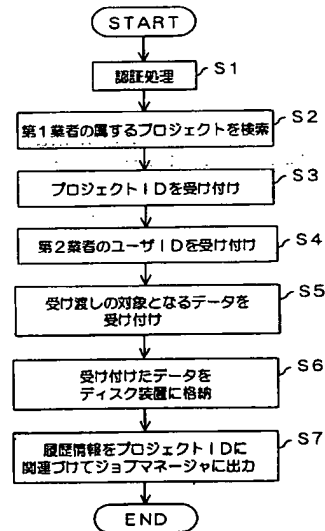 START
認証処理
S1
第1業者の属するプロジェクトを検索
S2
プロジェクトIDを受け付け
S3
第2業者のユーザIDを受け付け
S4
受け渡しの対象となるデータを
受け付け
S5
受け付けたデータを
ディスク装置に格納
S6
履歴情報をプロジェクトIDに
関連づけてジョブマネージャに出力
S7
END